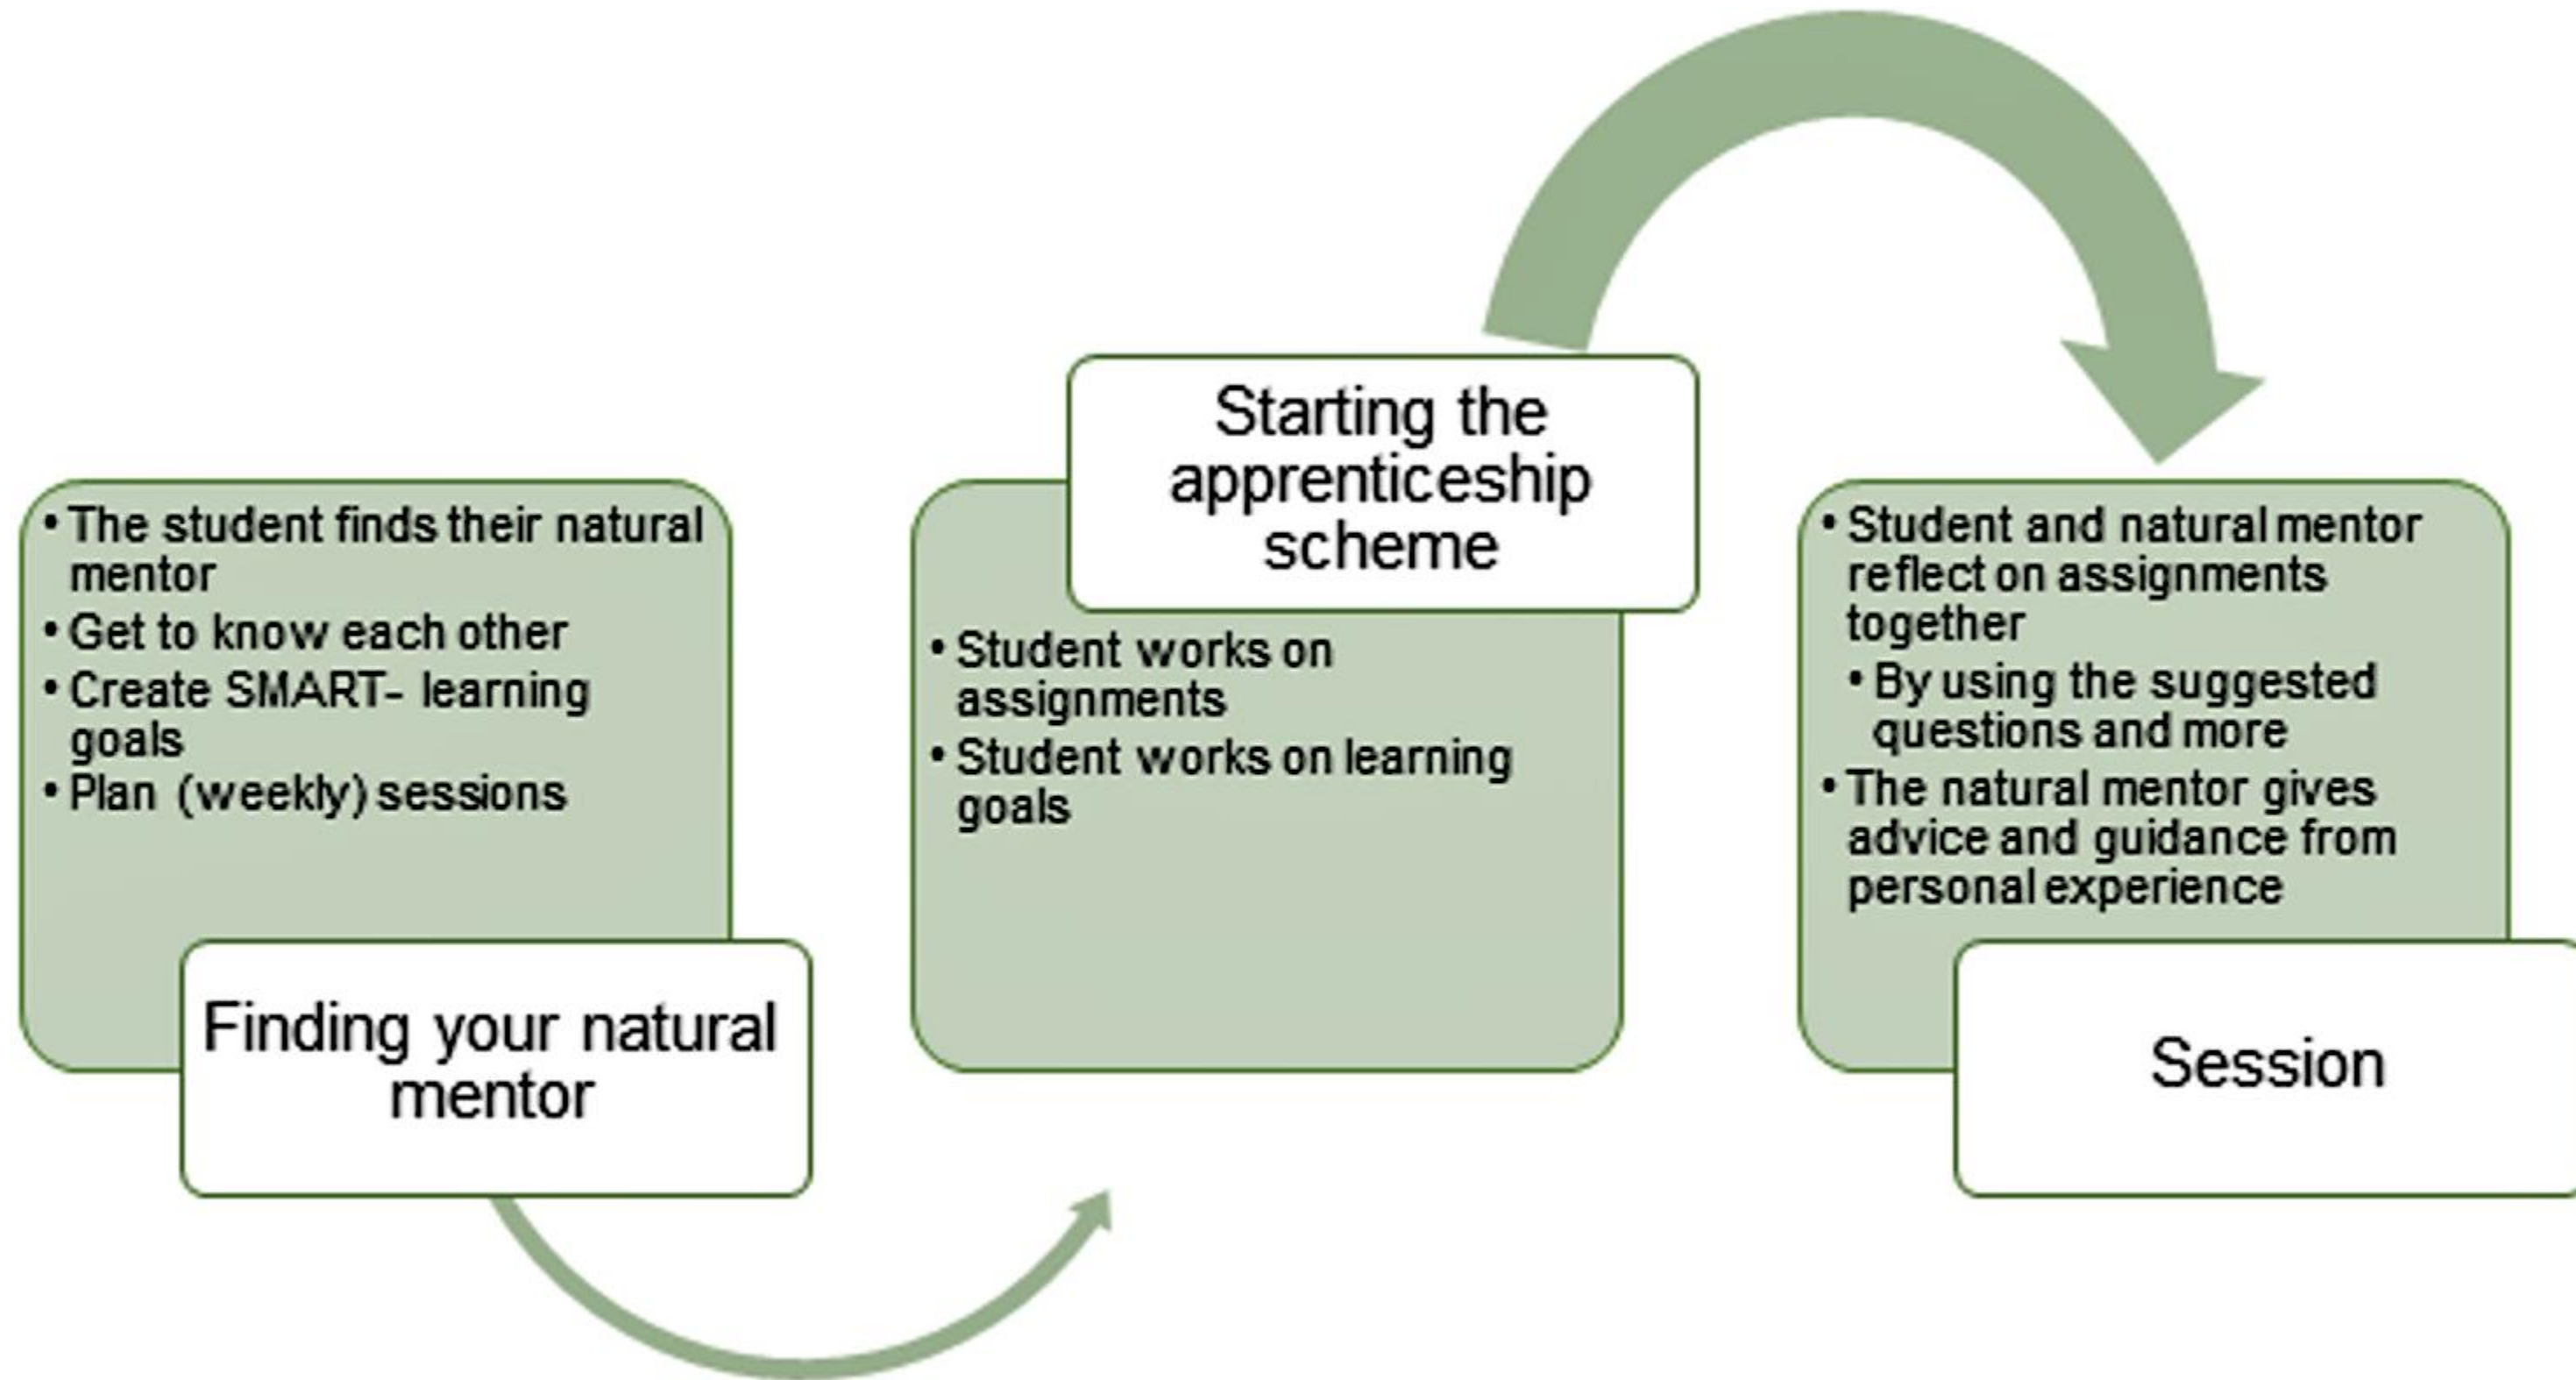 • The student finds their natural
mentor
• Get to know each other
• Create SMART- learning
goals
• Plan (weekly) sessions
Finding your natural
mentor
Starting the
apprenticeship
scheme
• Student works on
assignments
• Student works on learning
goals
• Student and natural mentor
reflect on assignments
together
• By using the suggested
questions and more
• The natural mentor gives
advice and guidance from
personal experience
Session